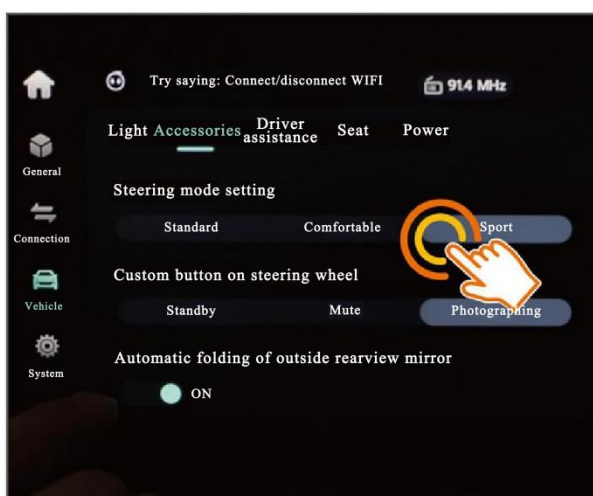 Try saying: Connect/disconnect WIFI
91.4 MHz
Light Accessories Driver assistance Seat Power
General
Steering mode setting
Standard Comfortable Sport
Connection
Custom button on steering wheel
Vehicle
Standby Mute Photographing
Automatic folding of outside rearview mirror
System
ON